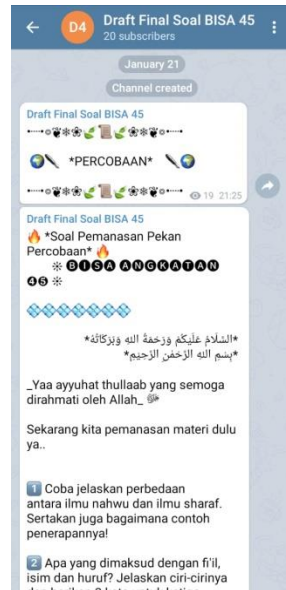 D4
Draft Final Soal BISA 45
20 subscribers
January 21
Channel created
Draft Final Soal BISA 45
*PERCOBAAN*
19 21:25
Draft Final Soal BISA 45
*Soal Pemanasan Pekan
Percobaan*
🅑🅘🅢🅐 🅐🅝🅖🅚🅐🅣🅐🅝
❹❺
*السَّلَامُ عَلَيْكُمْ وَرَحْمَةُ اللهِ وَبَرَكَاتُهُ*
*بِسْمِ اللهِ الرَّحْمَنِ الرَّحِيْمِ*
_Yaa ayyuhat thullaab yang semoga
dirahmati oleh Allah_ ﷻ
Sekarang kita pemanasan materi dulu
ya..
1 Coba jelaskan perbedaan
antara ilmu nahwu dan ilmu sharaf.
Sertakan juga bagaimana contoh
penerapannya!
2 Apa yang dimaksud dengan fi'il,
isim dan huruf? Jelaskan ciri-cirinya